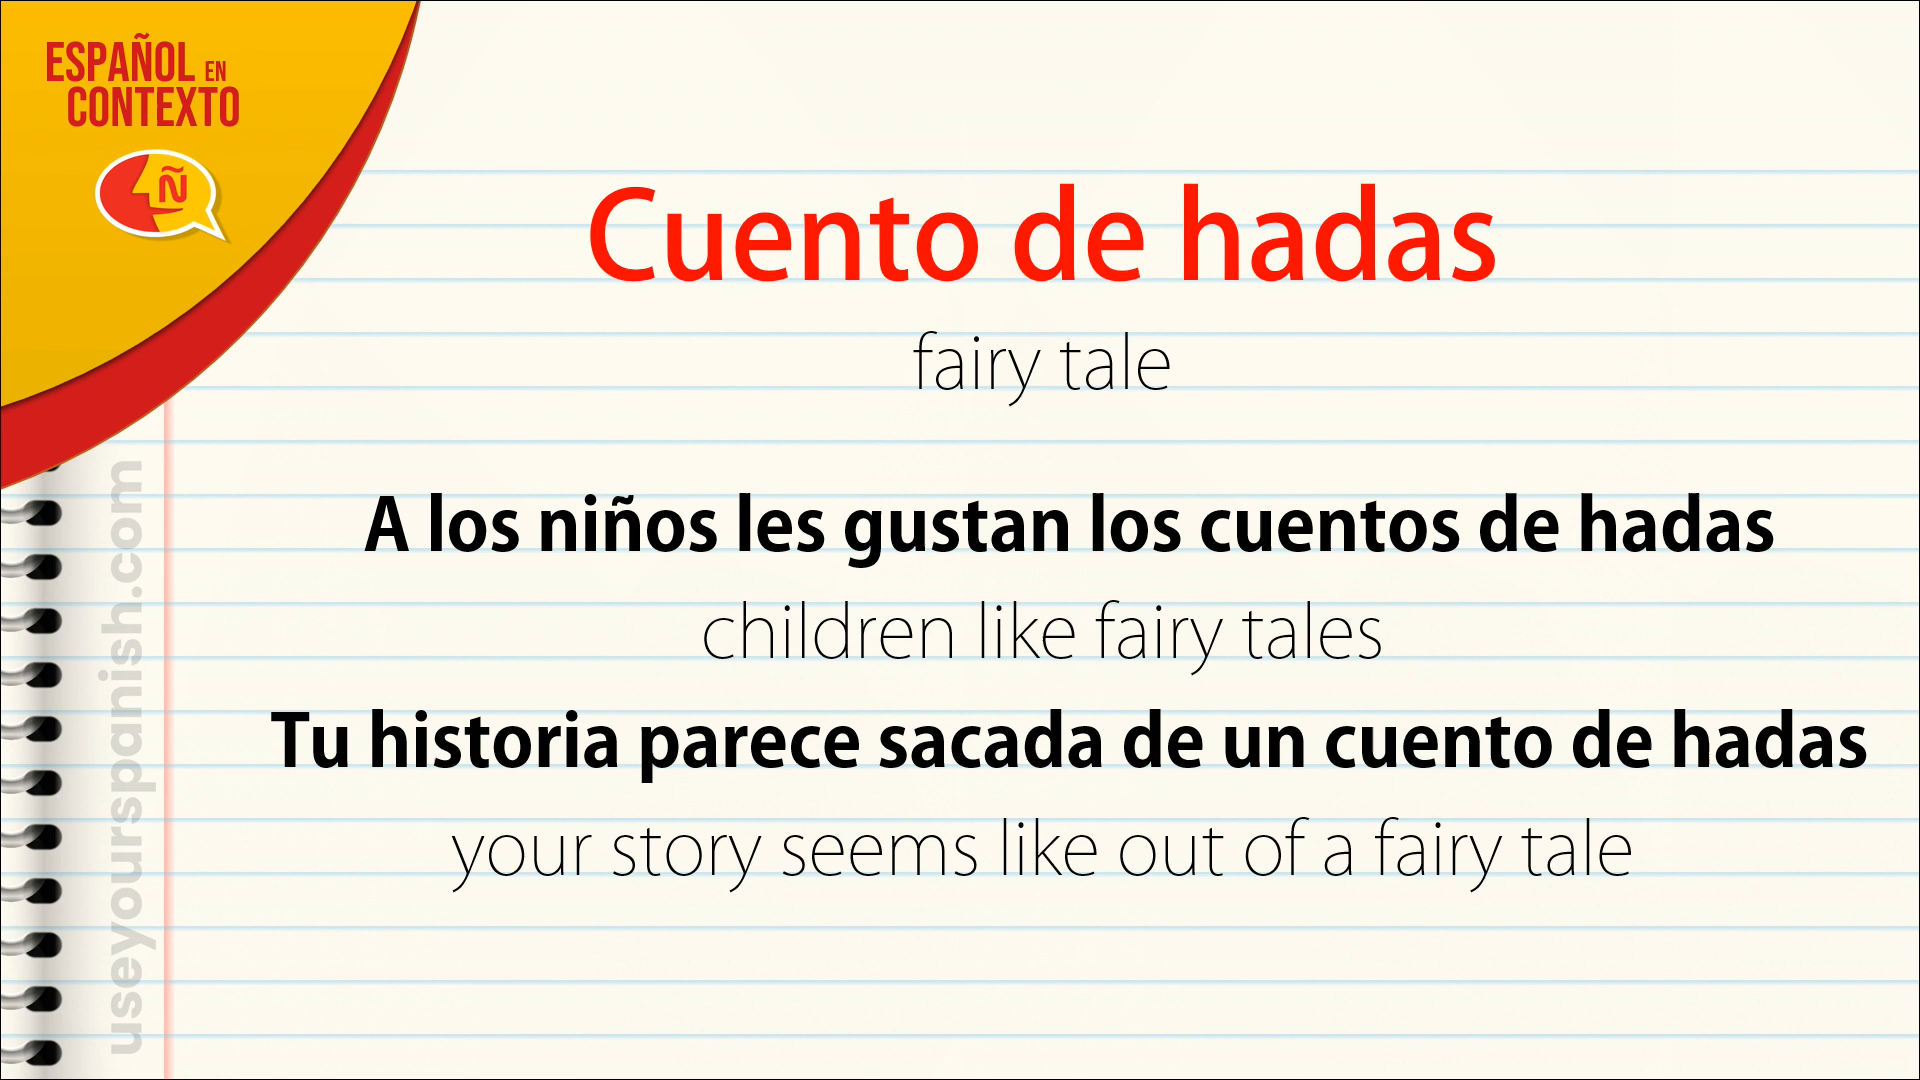 ESPAÑOL EN
CONTEXTO
Ñ
Cuento de hadas
fairy tale
A los niños les gustan los cuentos de hadas
children like fairy tales
Tu historia parece sacada de un cuento de hadas
your story seems like out of a fairy tale
useyourspanish.com